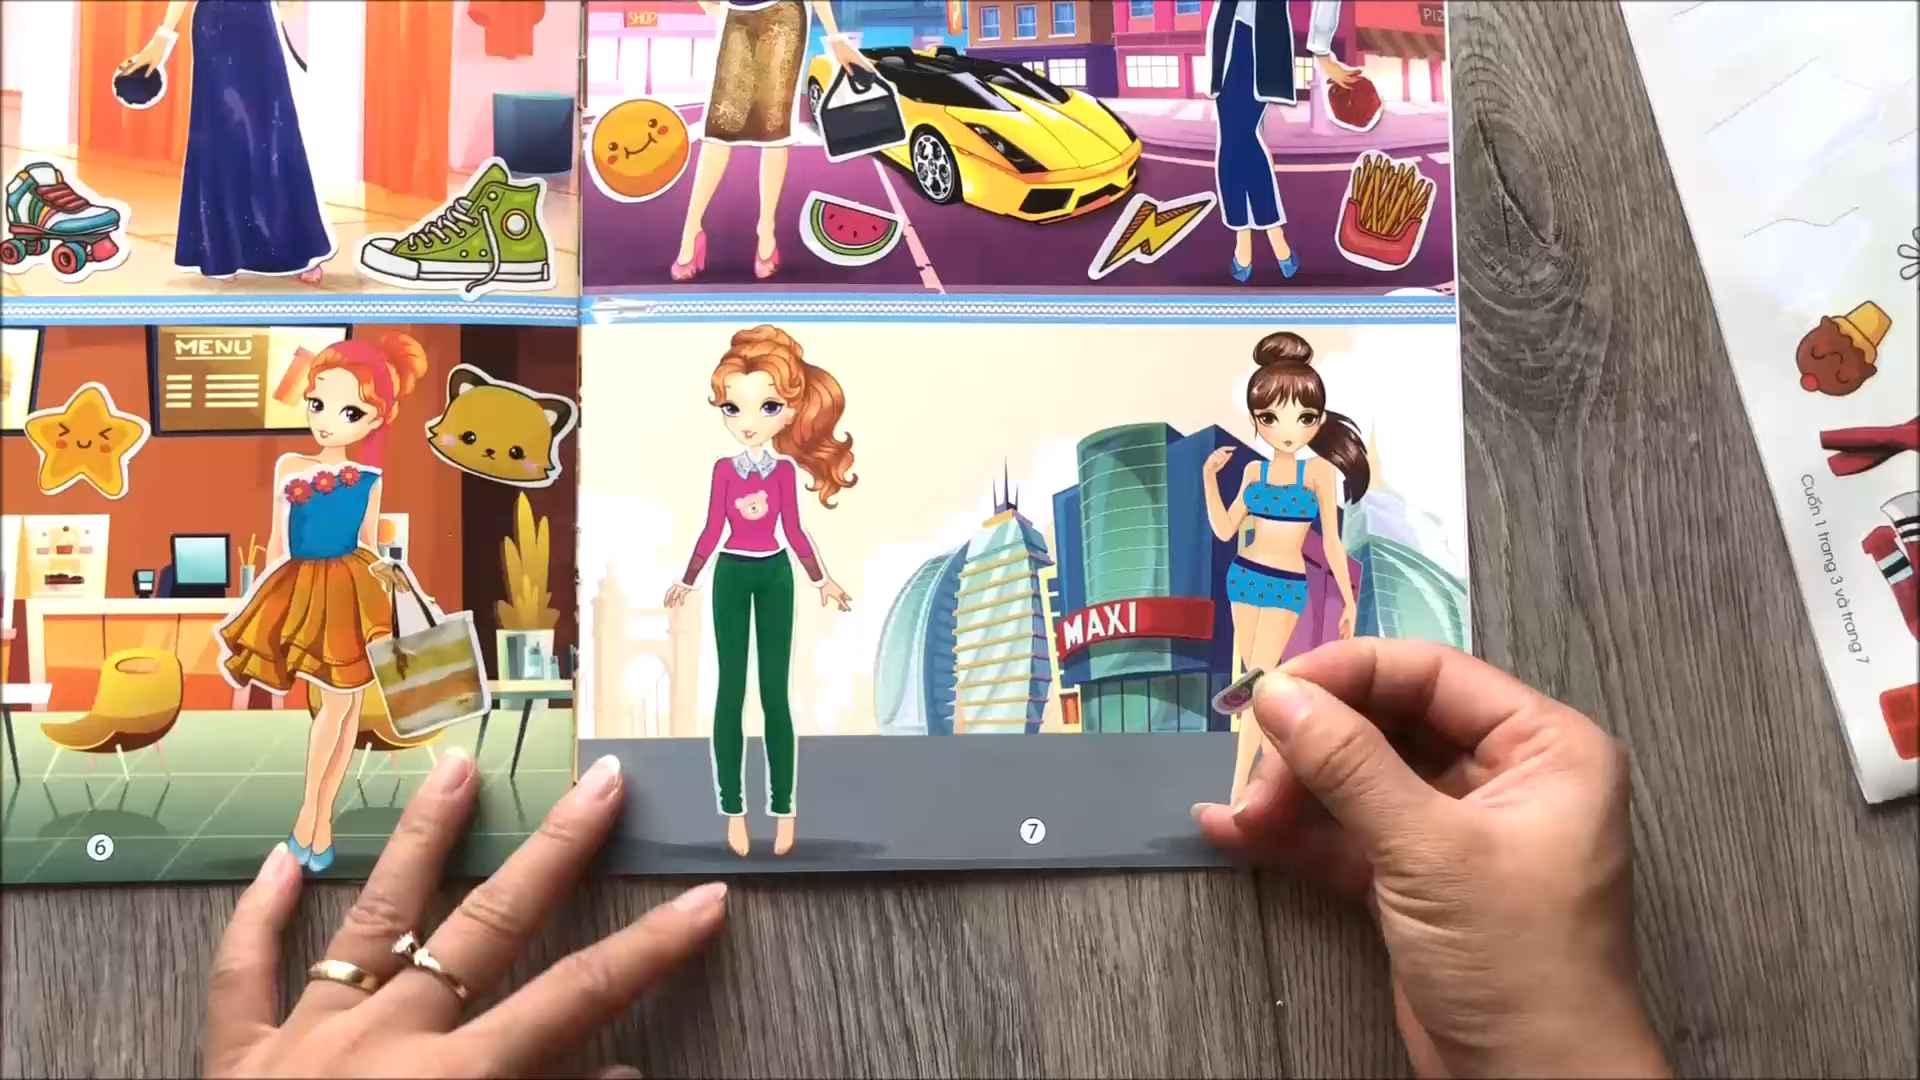 SHOP
PIZ
MENU
MAXI
6
7
Cuốn 1 trang 3 và trang 7